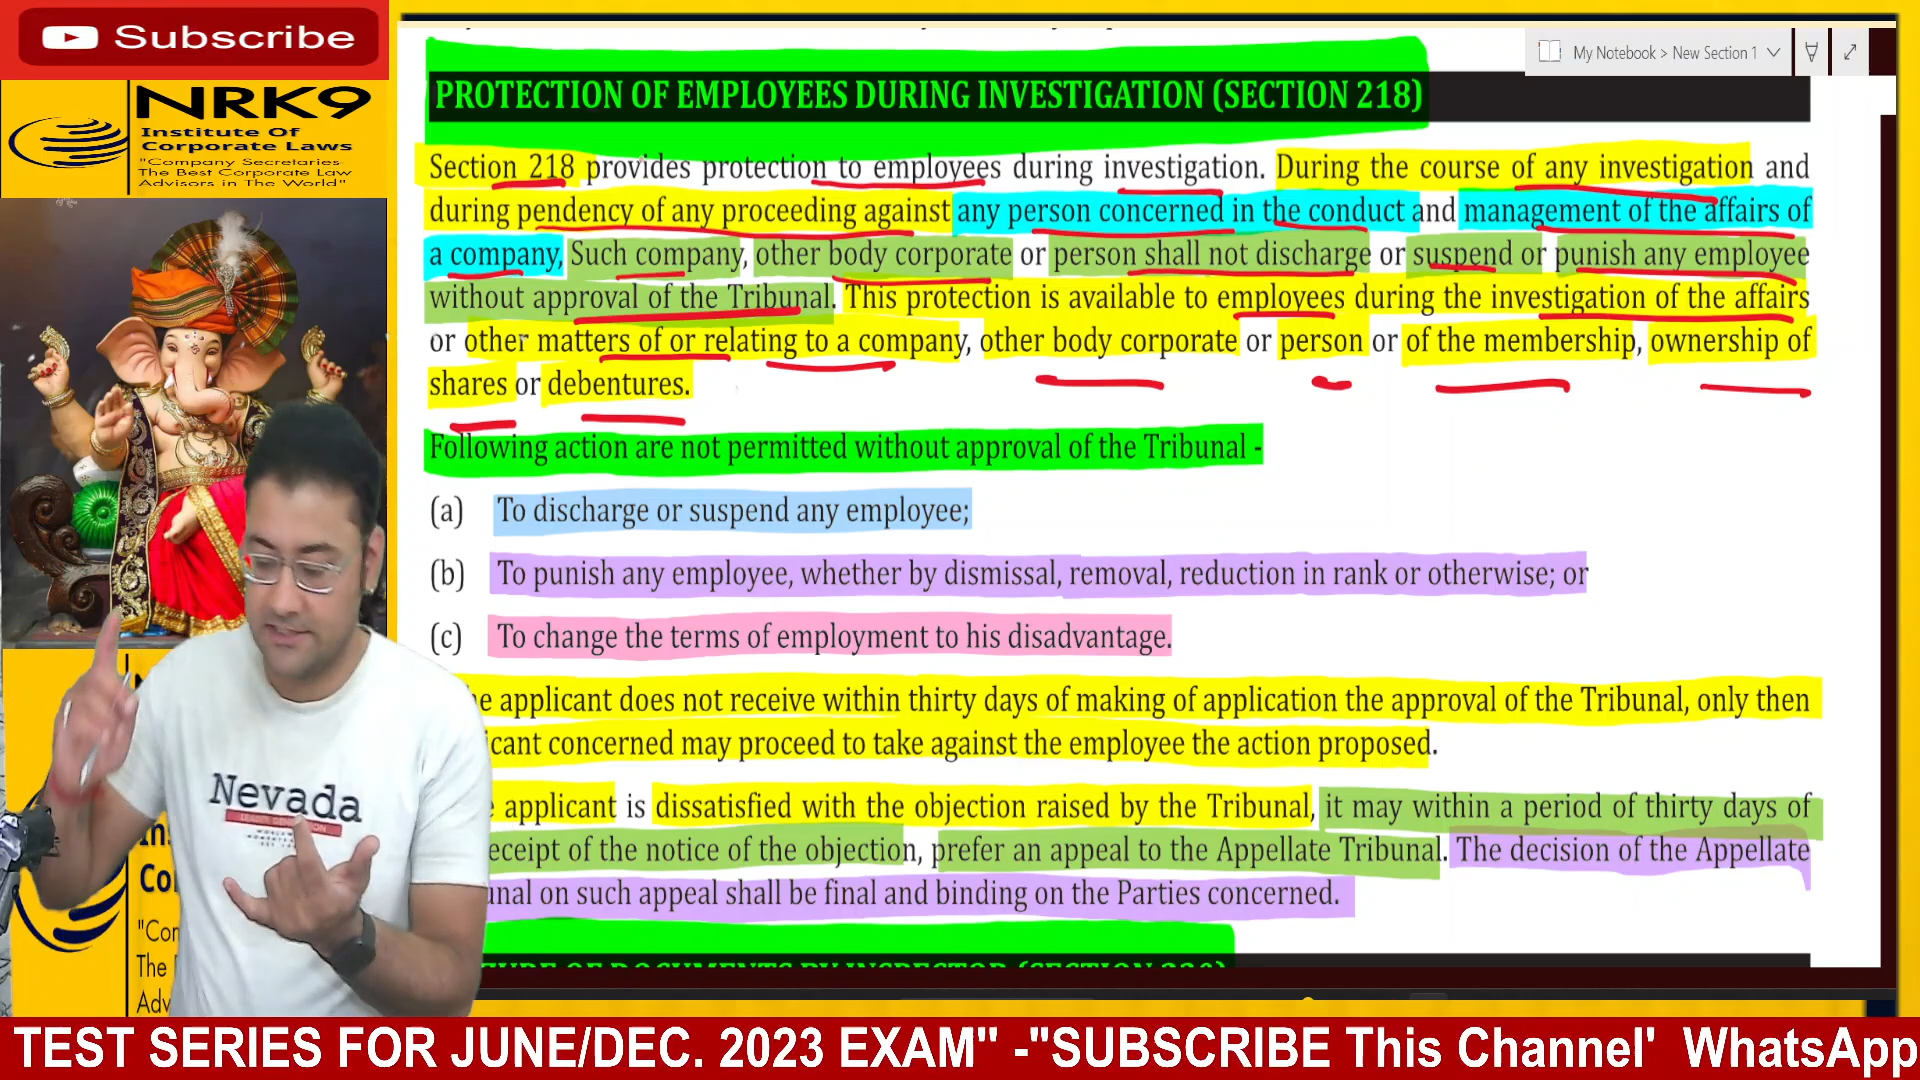 Subscribe
My Notebook > New Section 1
NRK9
Institute Of
Corporate Laws
"Company Secretaries-
The Best Corporate Law
Advisors in The World"
PROTECTION OF EMPLOYEES DURING INVESTIGATION (SECTION 218)
Section 218 provides protection to employees during investigation. During the course of any investigation and
during pendency of any proceeding against any person concerned in the conduct and management of the affairs of
a company, Such company, other body corporate or person shall not discharge or suspend or punish any employee
without approval of the Tribunal. This protection is available to employees during the investigation of the affairs
or other matters of or relating to a company, other body corporate or person or of the membership, ownership of
shares or debentures.
Following action are not permitted without approval of the Tribunal -
(a) To discharge or suspend any employee;
(b) To punish any employee, whether by dismissal, removal, reduction in rank or otherwise; or
(c) To change the terms of employment to his disadvantage.
e applicant does not receive within thirty days of making of application the approval of the Tribunal, only then
icant concerned may proceed to take against the employee the action proposed.
applicant is dissatisfied with the objection raised by the Tribunal, it may within a period of thirty days of
eceipt of the notice of the objection, prefer an appeal to the Appellate Tribunal. The decision of the Appellate
unal on such appeal shall be final and binding on the Parties concerned.
Nevada
In
Co
"Con
The
Adv
TEST SERIES FOR JUNE/DEC. 2023 EXAM" -"SUBSCRIBE This Channel' WhatsApp